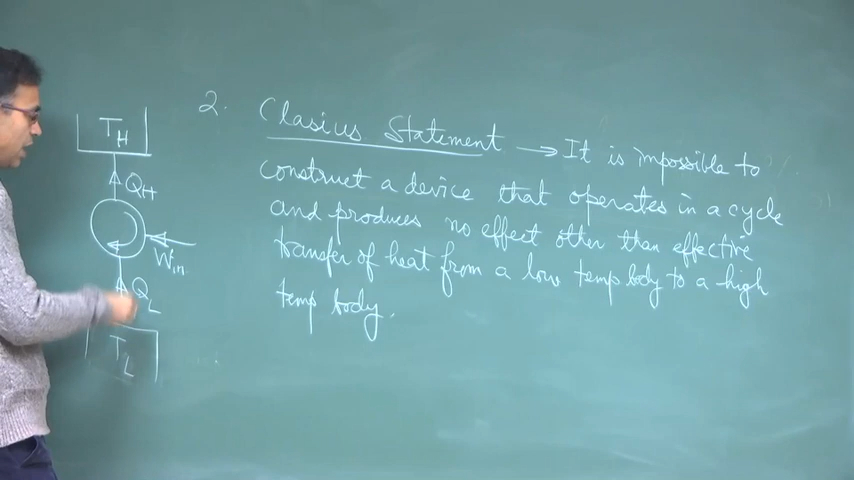 2. Clasius Statement → It is impossible to
construct a device that operates in a cycle
and produces no effect other than effective
transfer of heat from a low temp body to a high
temp body.
T_H
Q_H
W_in
Q_L
T_L